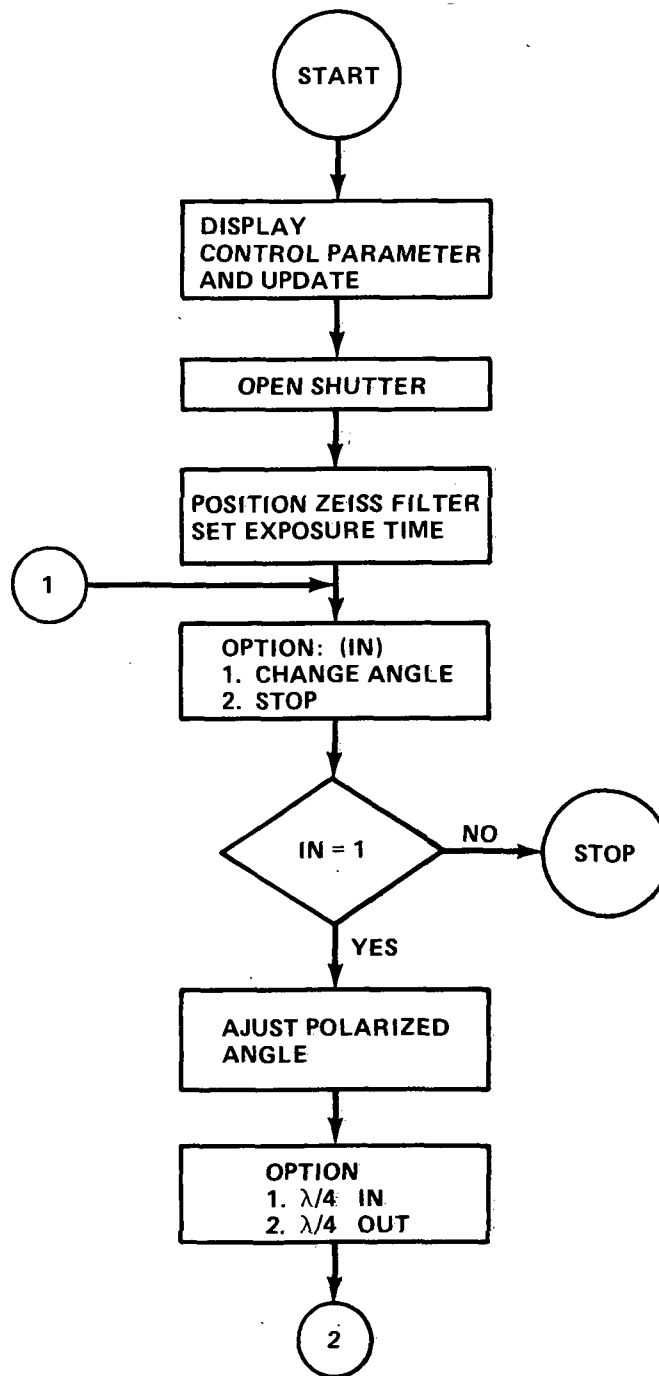 START
DISPLAY
CONTROL PARAMETER
AND UPDATE
OPEN SHUTTER
POSITION ZEISS FILTER
SET EXPOSURE TIME
1
OPTION: (IN)
1. CHANGE ANGLE
2. STOP
IN = 1
NO
STOP
YES
AJUST POLARIZED
ANGLE
OPTION
1. λ/4 IN
2. λ/4 OUT
2